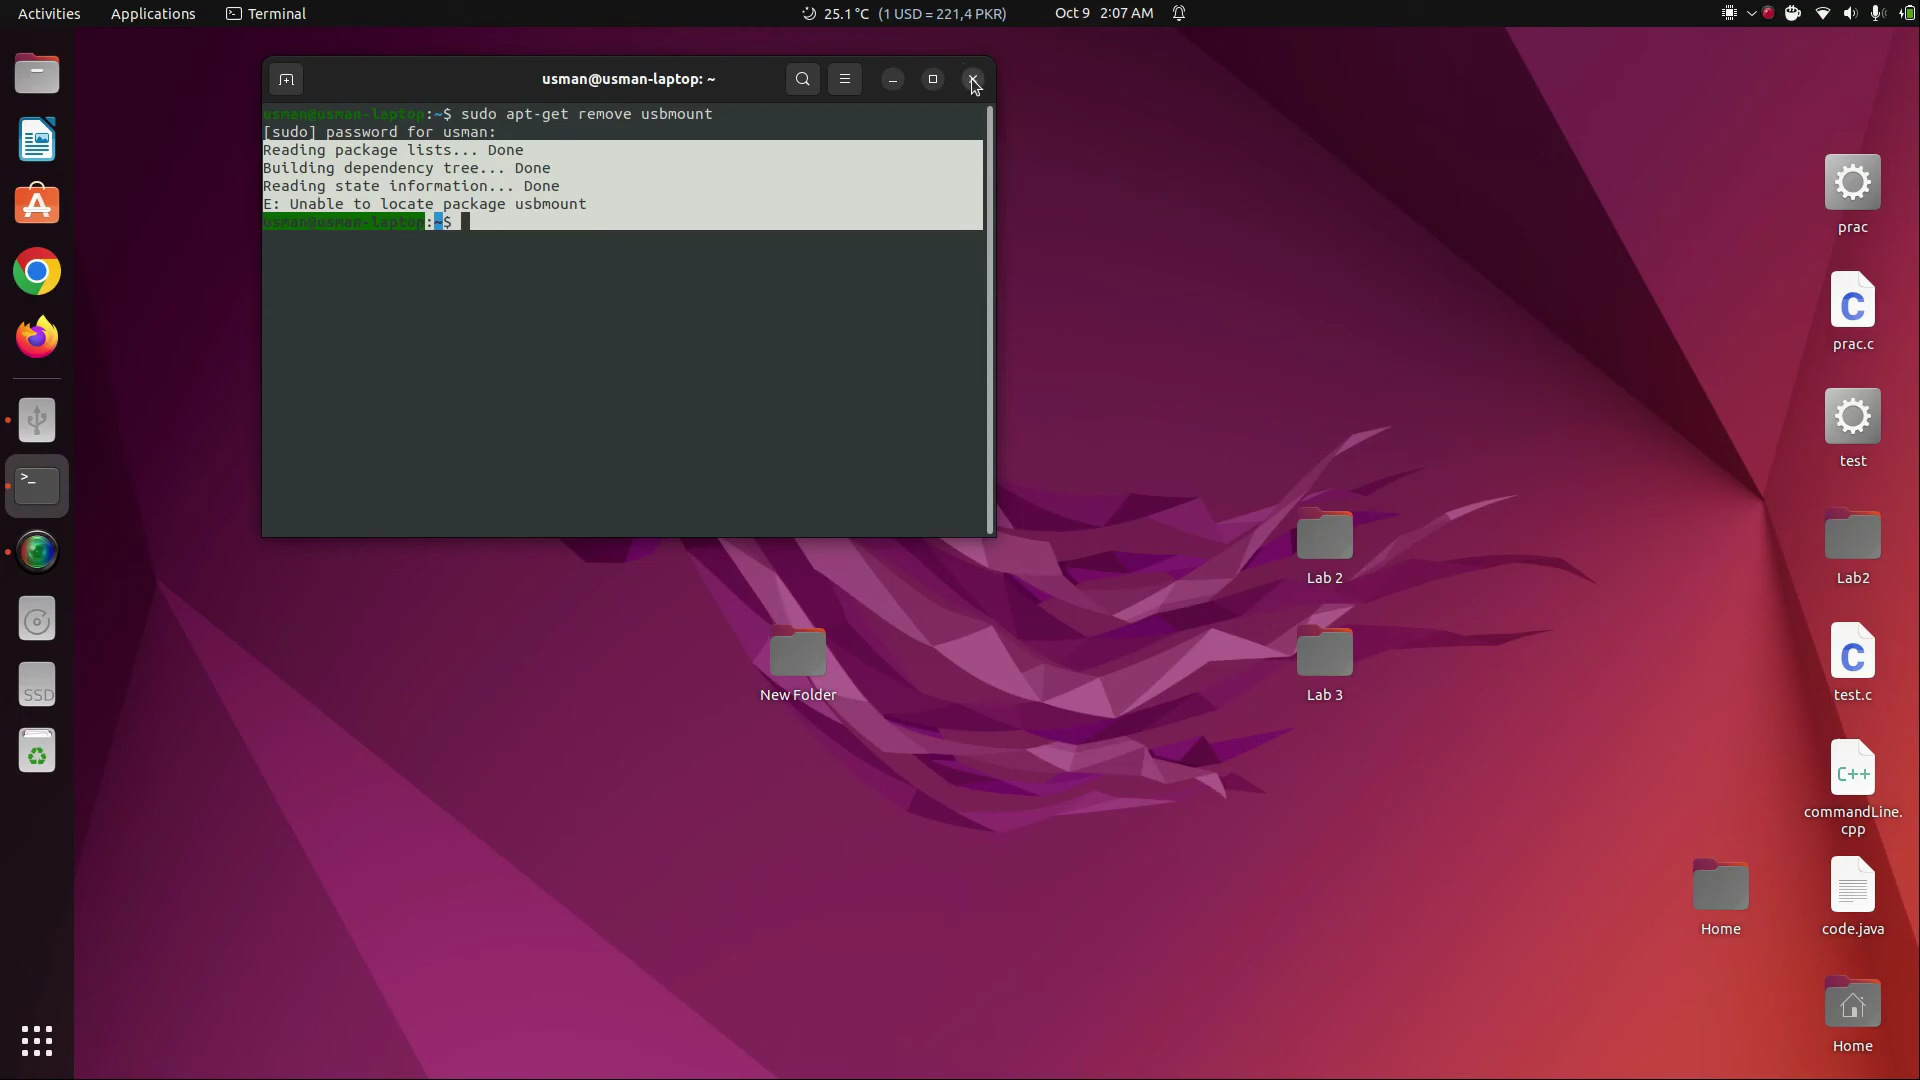 Activities
Applications
Terminal
25.1 °C (1 USD = 221,4 PKR)
Oct 9 2:07 AM
usman@usman-laptop: ~
usman@usman-laptop:~$ sudo apt-get remove usbmount
[sudo] password for usman:
Reading package lists... Done
Building dependency tree... Done
Reading state information... Done
E: Unable to locate package usbmount
usman@usman-laptop:~$
>_
SSD
prac
C
prac.c
test
Lab 2
Lab2
New Folder
Lab 3
C
test.c
C++
commandLine.
cpp
Home
code.java
Home